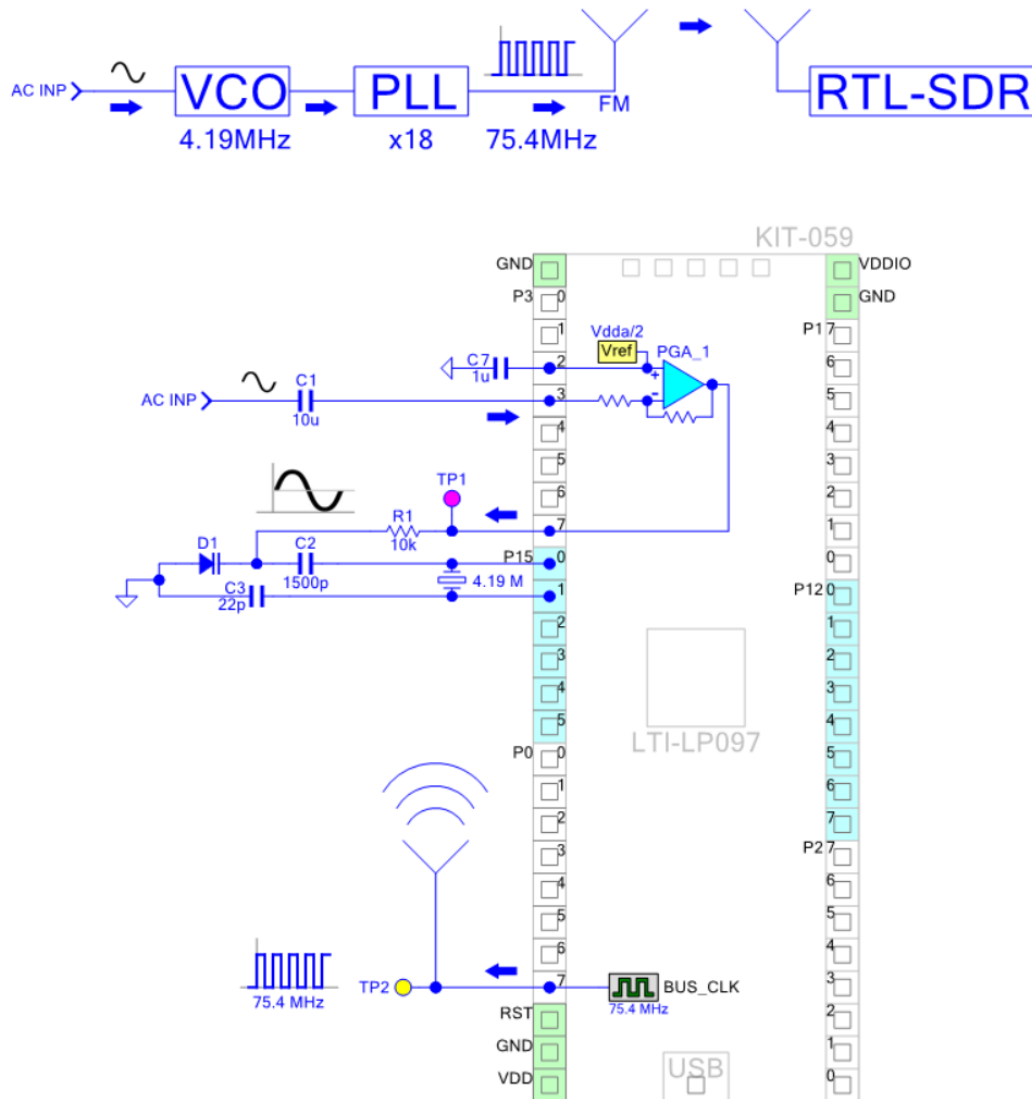 AC INP
VCO
4.19MHz
PLL
x18
75.4MHz
FM
RTL-SDR
KIT-059
GND
P3 0
1
2
3
4
5
6
7
P15 0
1
2
3
4
5
P0 0
1
2
3
4
5
6
7
RST
GND
VDD
VDDIO
GND
P1 7
6
5
4
3
2
1
0
P12 0
1
2
3
4
5
6
7
P2 7
6
5
4
3
2
1
0
Vdda/2
Vref
PGA_1
+
-
C7
1u
AC INP
C1
10u
TP1
R1
10k
D1
C2
1500p
C3
22p
4.19 M
LTI-LP097
TP2
75.4 MHz
BUS_CLK
75.4 MHz
USB